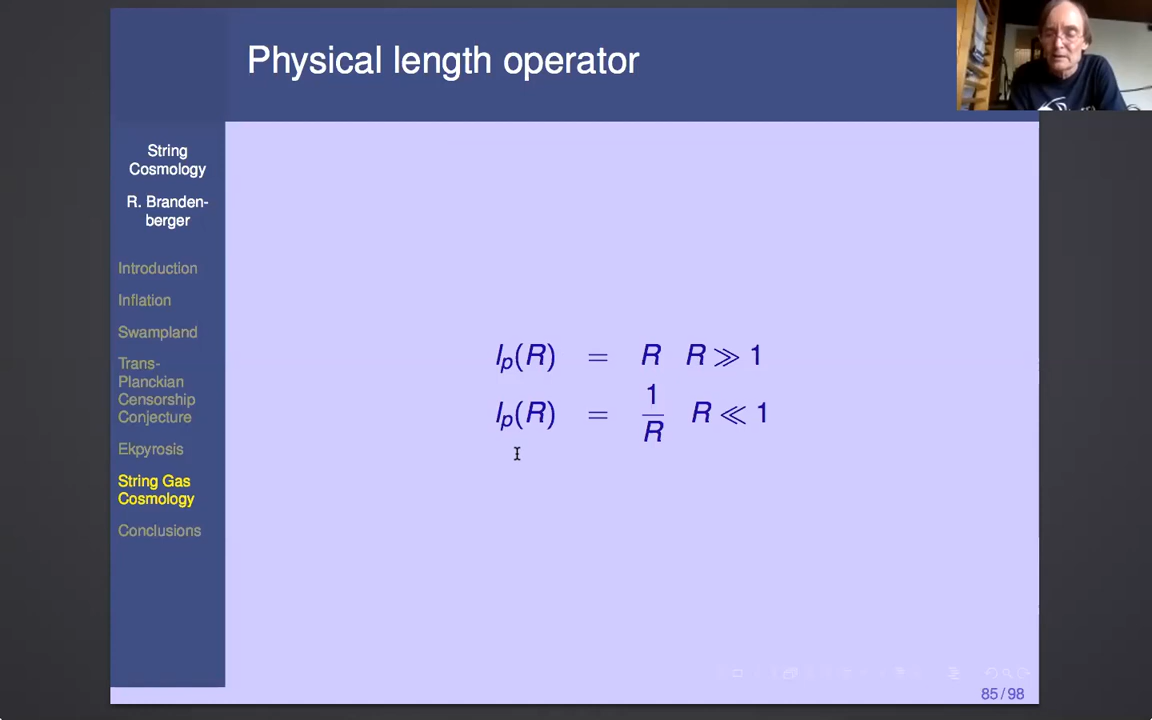 Physical length operator
String
Cosmology
R. Branden-
berger
Introduction
Inflation
Swampland
Trans-
Planckian
Censorship
Conjecture
Ekpyrosis
String Gas
Cosmology
Conclusions
l_p(R) = R R ≫ 1
l_p(R) = 1/R R ≪ 1
85 / 98